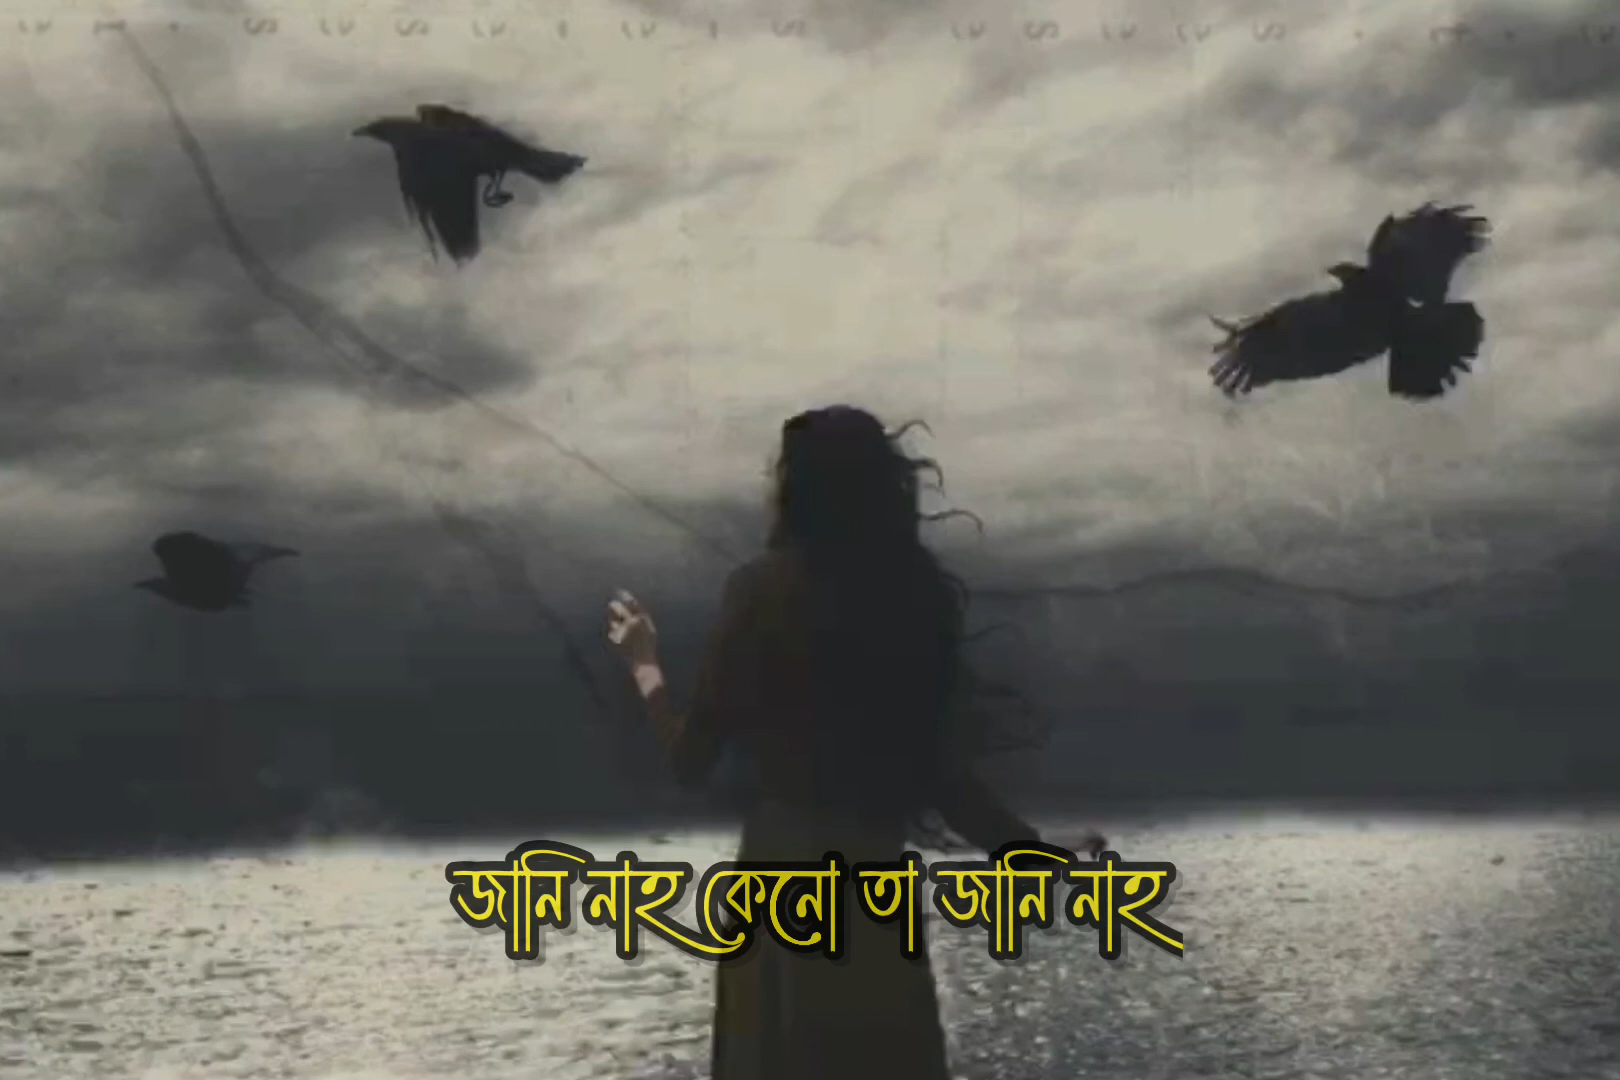 জানি নাহ কেনো তা জানি নাহ